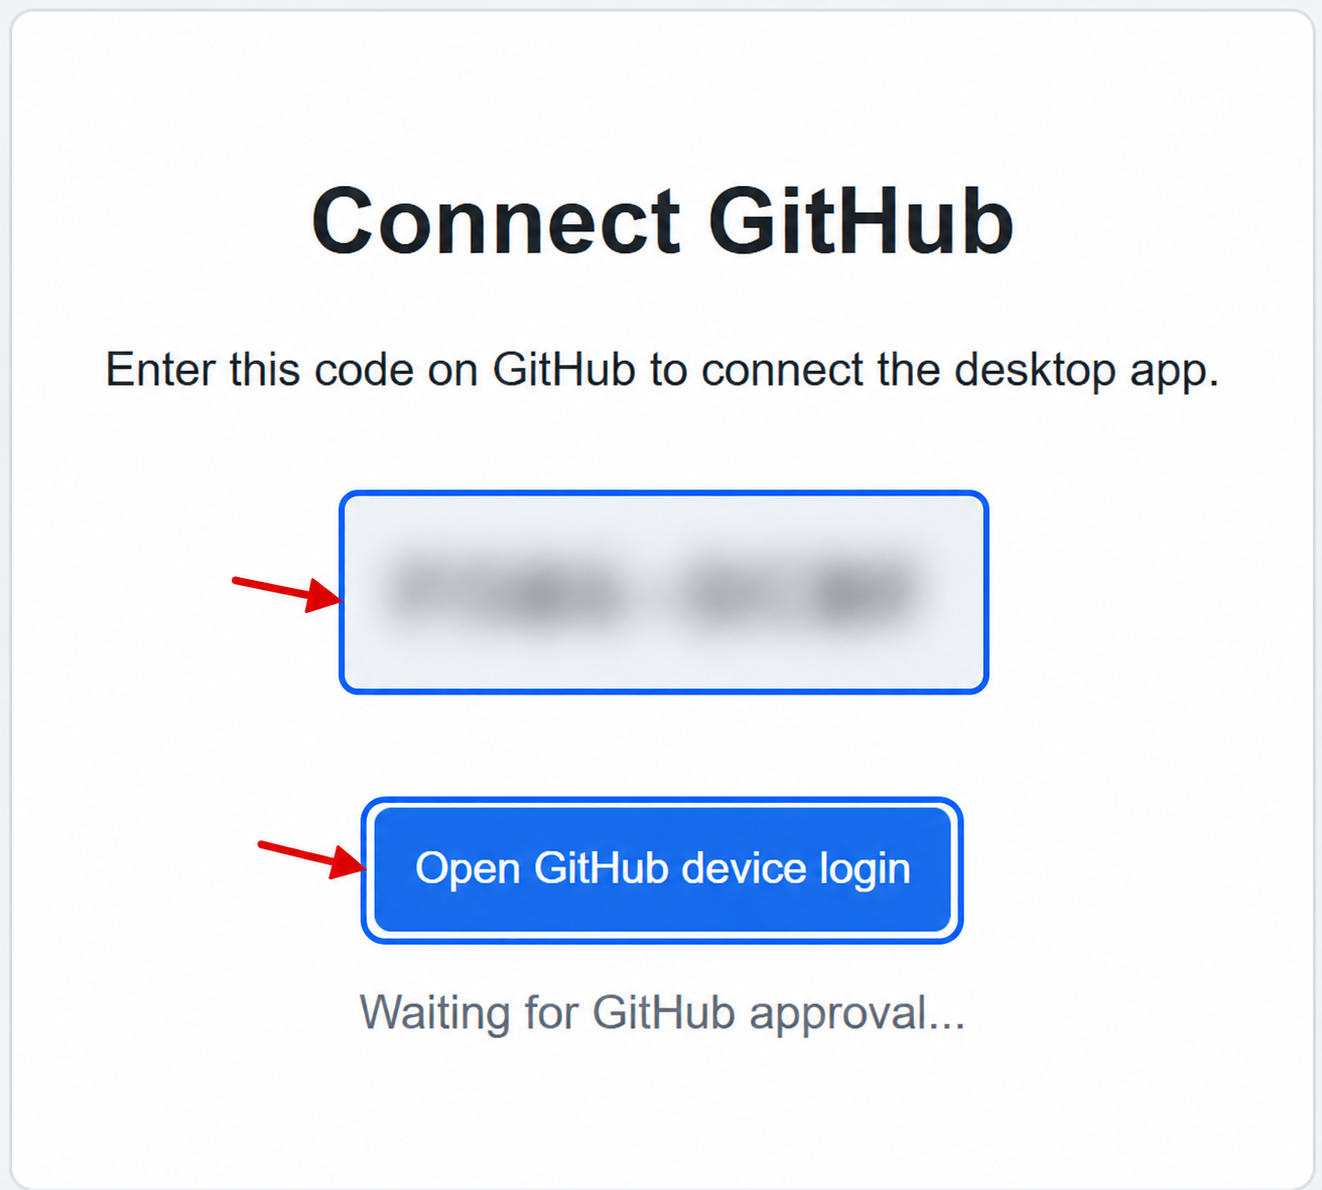 Connect GitHub
Enter this code on GitHub to connect the desktop app.
Open GitHub device login
Waiting for GitHub approval...